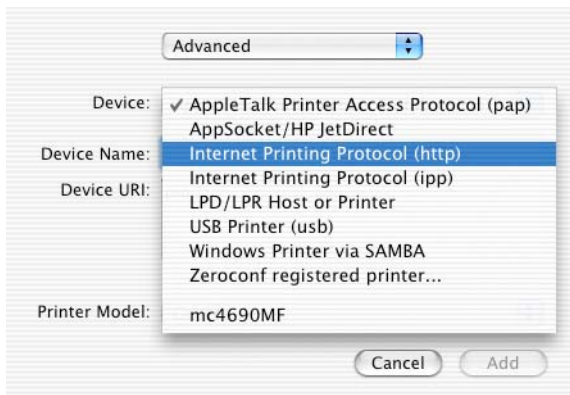 Advanced
Device:
✓ AppleTalk Printer Access Protocol (pap)
AppSocket/HP JetDirect
Device Name:
Internet Printing Protocol (http)
Internet Printing Protocol (ipp)
Device URI:
LPD/LPR Host or Printer
USB Printer (usb)
Windows Printer via SAMBA
Zeroconf registered printer...
Printer Model:
mc4690MF
Cancel
Add